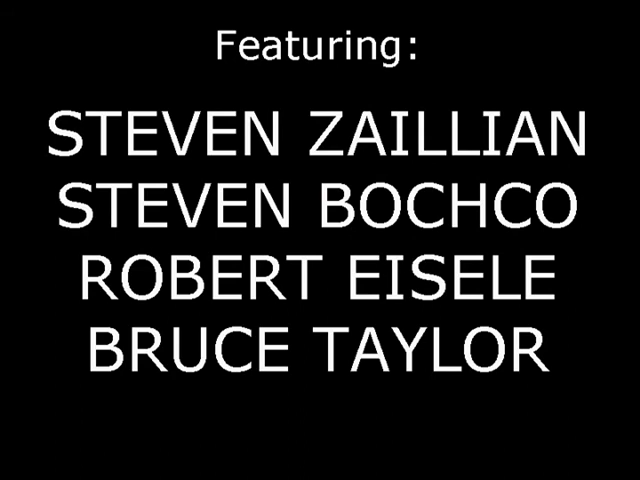 Featuring:
STEVEN ZAILLIAN
STEVEN BOCHCO
ROBERT EISELE
BRUCE TAYLOR